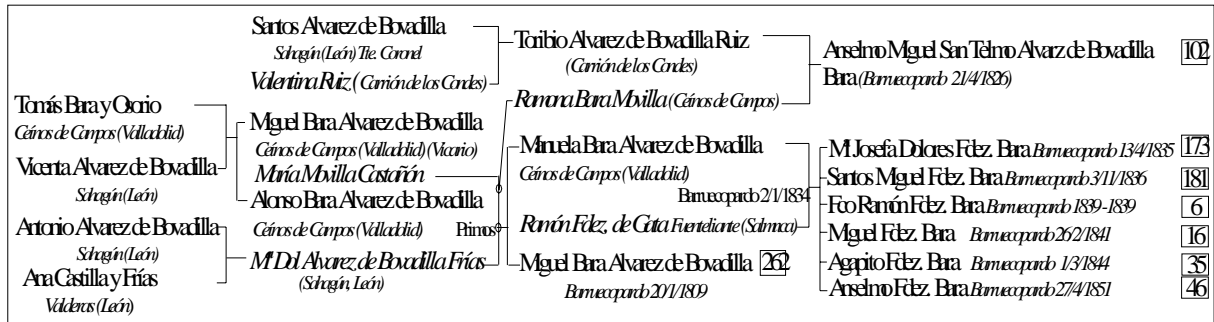 Santos Alvarez de Bovadilla
Sahagún (León) Tte. Coronel
Valentina Ruiz (Carrión de los Condes)
Toribio Alvarez de Bovadilla Ruiz
(Carrión de los Condes)
Anselmo Miguel San Telmo Alvarz de Bovadilla 102
Bara (Barruecopardo 21/4/1826)
Ramona Bara Movilla (Ceinos de Campos)
Tomás Bara y Osorio
Ceinos de Campos (Valladolid)
Vicenta Alvarez de Bovadilla
Sahagún (León)
Miguel Bara Alvarez de Bovadilla
Ceinos de Campos (Valladolid) (Vicario)
María Movilla Castañón
Alonso Bara Alvarez de Bovadilla
Ceinos de Campos (Valladolid)
Primos
Antonio Alvarez de Bovadilla
Sahagún (León)
Ana Castilla y Frías
Valderas (León)
Mª Dol Alvarez de Bovadilla Frías
(Sahagún, León)
Manuela Bara Alvarez de Bovadilla
Ceinos de Campos (Valladolid)
Barruecopardo 2/1/1834
Ramón Fdez. de Gata Fuenteliante (Salmaca)
Miguel Bara Alvarez de Bovadilla 262
Barruecopardo 20/1/1809
Mª Josefa Dolores Fdez. Bara Barruecopardo 13/4/1835 173
Santos Miguel Fdez. Bara Barruecopardo 3/11/1836 181
Fco Ramón Fdez. Bara Barruecopardo 1839 -1839 6
Miguel Fdez. Bara Barruecopardo 26/2/1841 16
Agapito Fdez. Bara Barruecopardo 1/3/1844 35
Anselmo Fdez. Bara Barruecopardo 27/4/1851 46